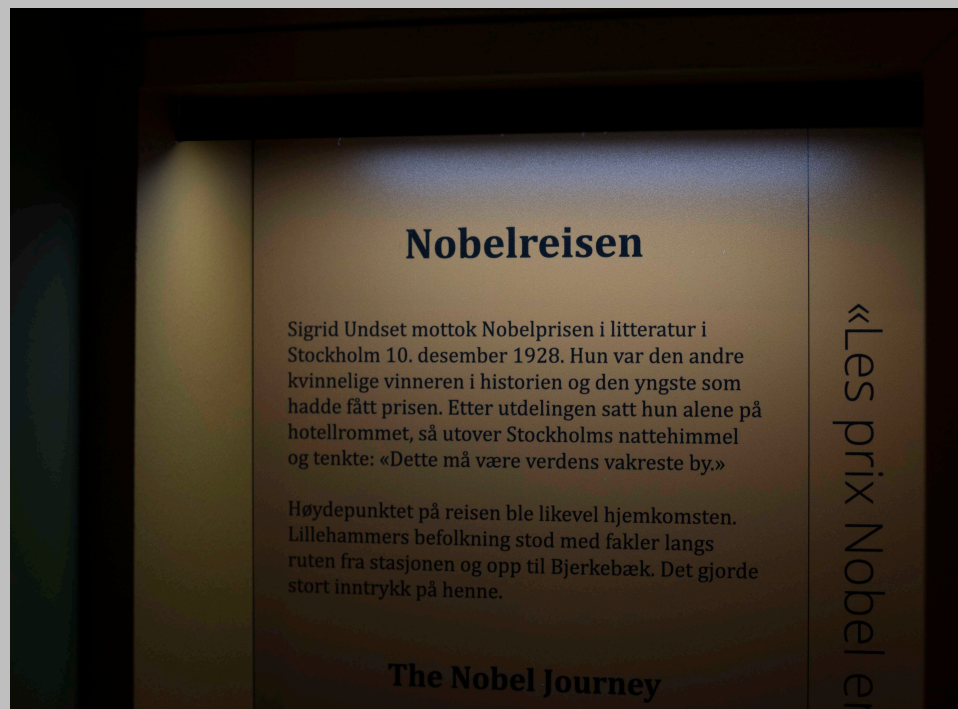 Nobelreisen
Sigrid Undset mottok Nobelprisen i litteratur i
Stockholm 10. desember 1928. Hun var den andre
kvinnelige vinneren i historien og den yngste som
hadde fått prisen. Etter utdelingen satt hun alene på
hotellrommet, så utover Stockholms nattehimmel
og tenkte: «Dette må være verdens vakreste by.»
Høydepunktet på reisen ble likevel hjemkomsten.
Lillehammers befolkning stod med fakler langs
ruten fra stasjonen og opp til Bjerkebæk. Det gjorde
stort inntrykk på henne.
The Nobel Journey
«Les prix Nobel